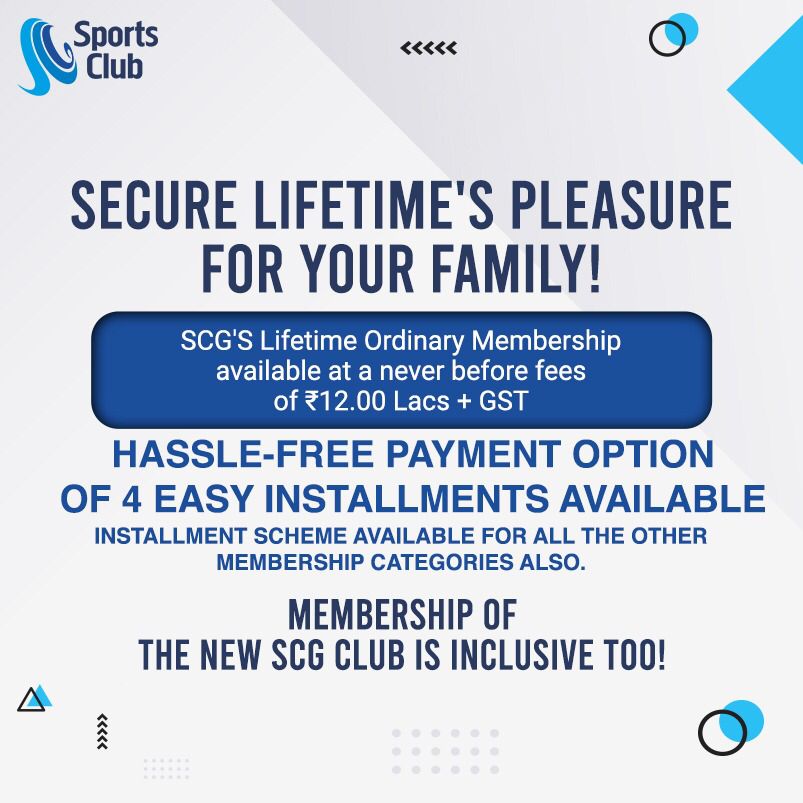 Sports
Club
SECURE LIFETIME'S PLEASURE
FOR YOUR FAMILY!
SCG'S Lifetime Ordinary Membership
available at a never before fees
of ₹12.00 Lacs + GST
HASSLE-FREE PAYMENT OPTION
OF 4 EASY INSTALLMENTS AVAILABLE
INSTALLMENT SCHEME AVAILABLE FOR ALL THE OTHER
MEMBERSHIP CATEGORIES ALSO.
MEMBERSHIP OF
THE NEW SCG CLUB IS INCLUSIVE TOO!